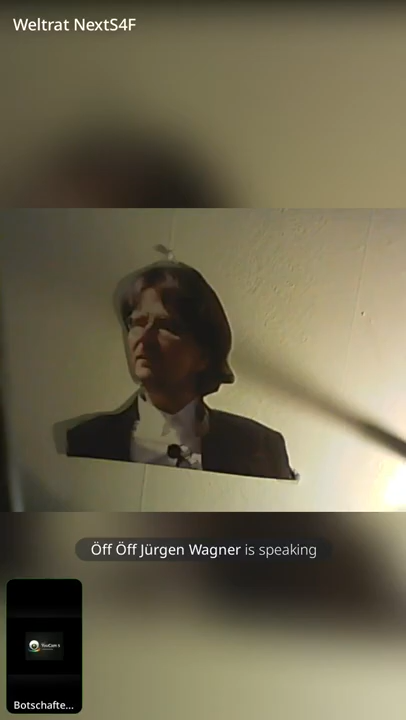 Weltrat NextS4F
Öff Öff Jürgen Wagner is speaking
Botschafte...